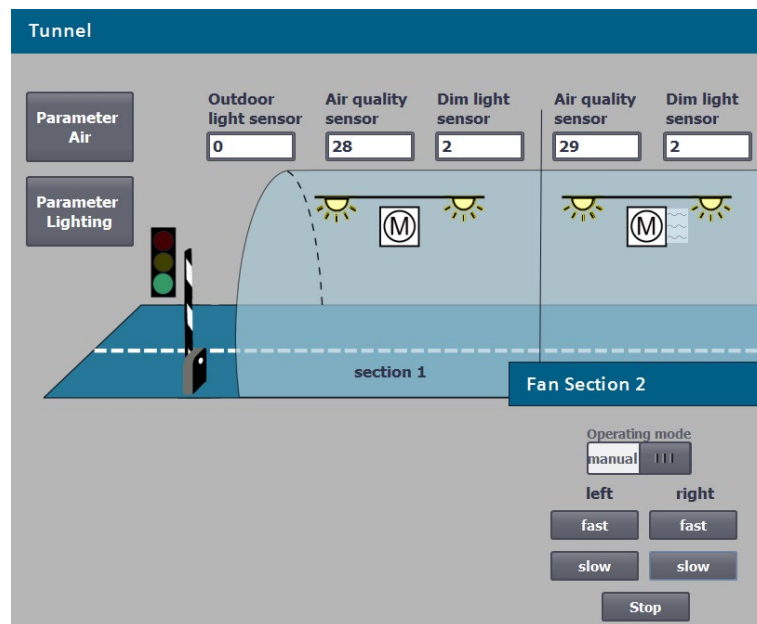 Tunnel
Parameter
Air
Parameter
Lighting
Outdoor
light sensor
0
Air quality
sensor
28
Dim light
sensor
2
Air quality
sensor
29
Dim light
sensor
2
M
M
section 1
Fan Section 2
Operating mode
manual
left
right
fast
fast
slow
slow
Stop